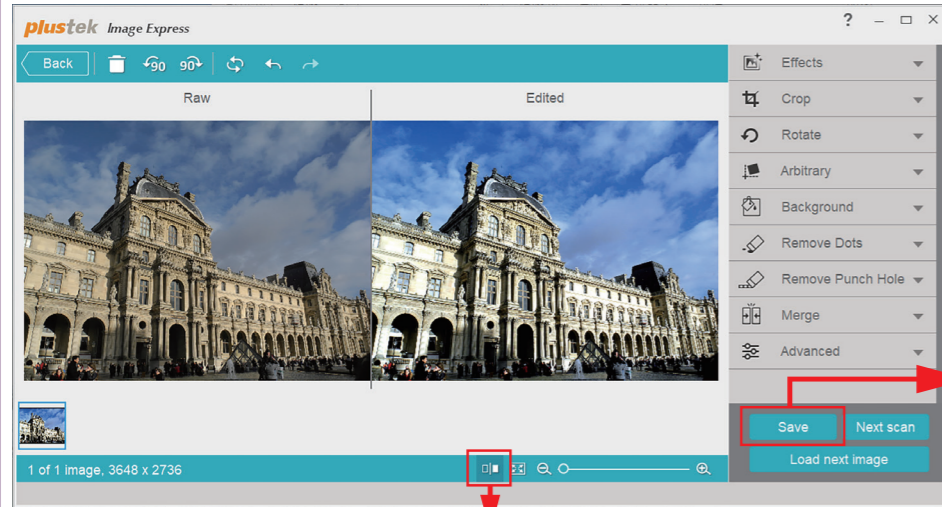 plustek Image Express
?
Back
90
90
Raw
Edited
Effects
Crop
Rotate
Arbitrary
Background
Remove Dots
Remove Punch Hole
Merge
Advanced
Save
Next scan
Load next image
1 of 1 image, 3648 x 2736